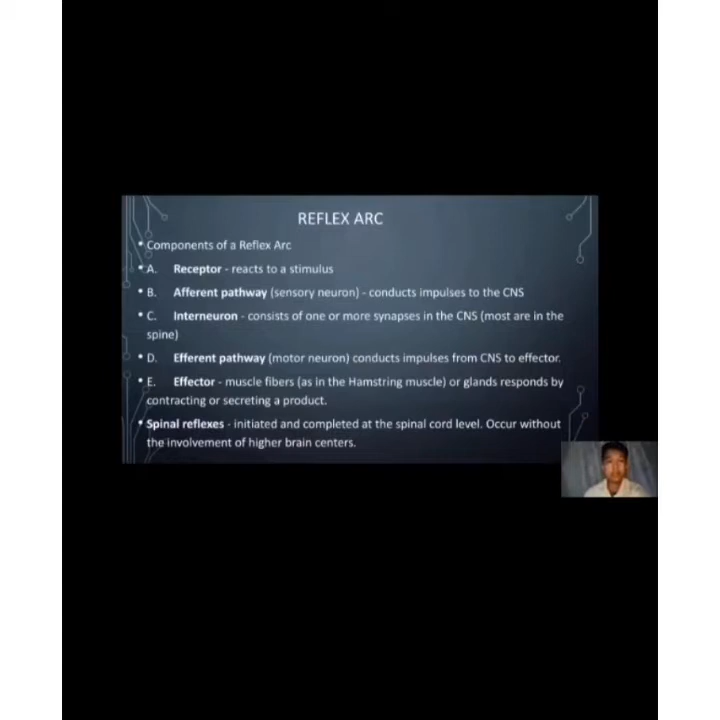 REFLEX ARC
• Components of a Reflex Arc
• A. Receptor - reacts to a stimulus
• B. Afferent pathway (sensory neuron) - conducts impulses to the CNS
• C. Interneuron - consists of one or more synapses in the CNS (most are in the
spine)
• D. Efferent pathway (motor neuron) conducts impulses from CNS to effector.
• E. Effector - muscle fibers (as in the Hamstring muscle) or glands responds by
contracting or secreting a product.
• Spinal reflexes - initiated and completed at the spinal cord level. Occur without
the involvement of higher brain centers.